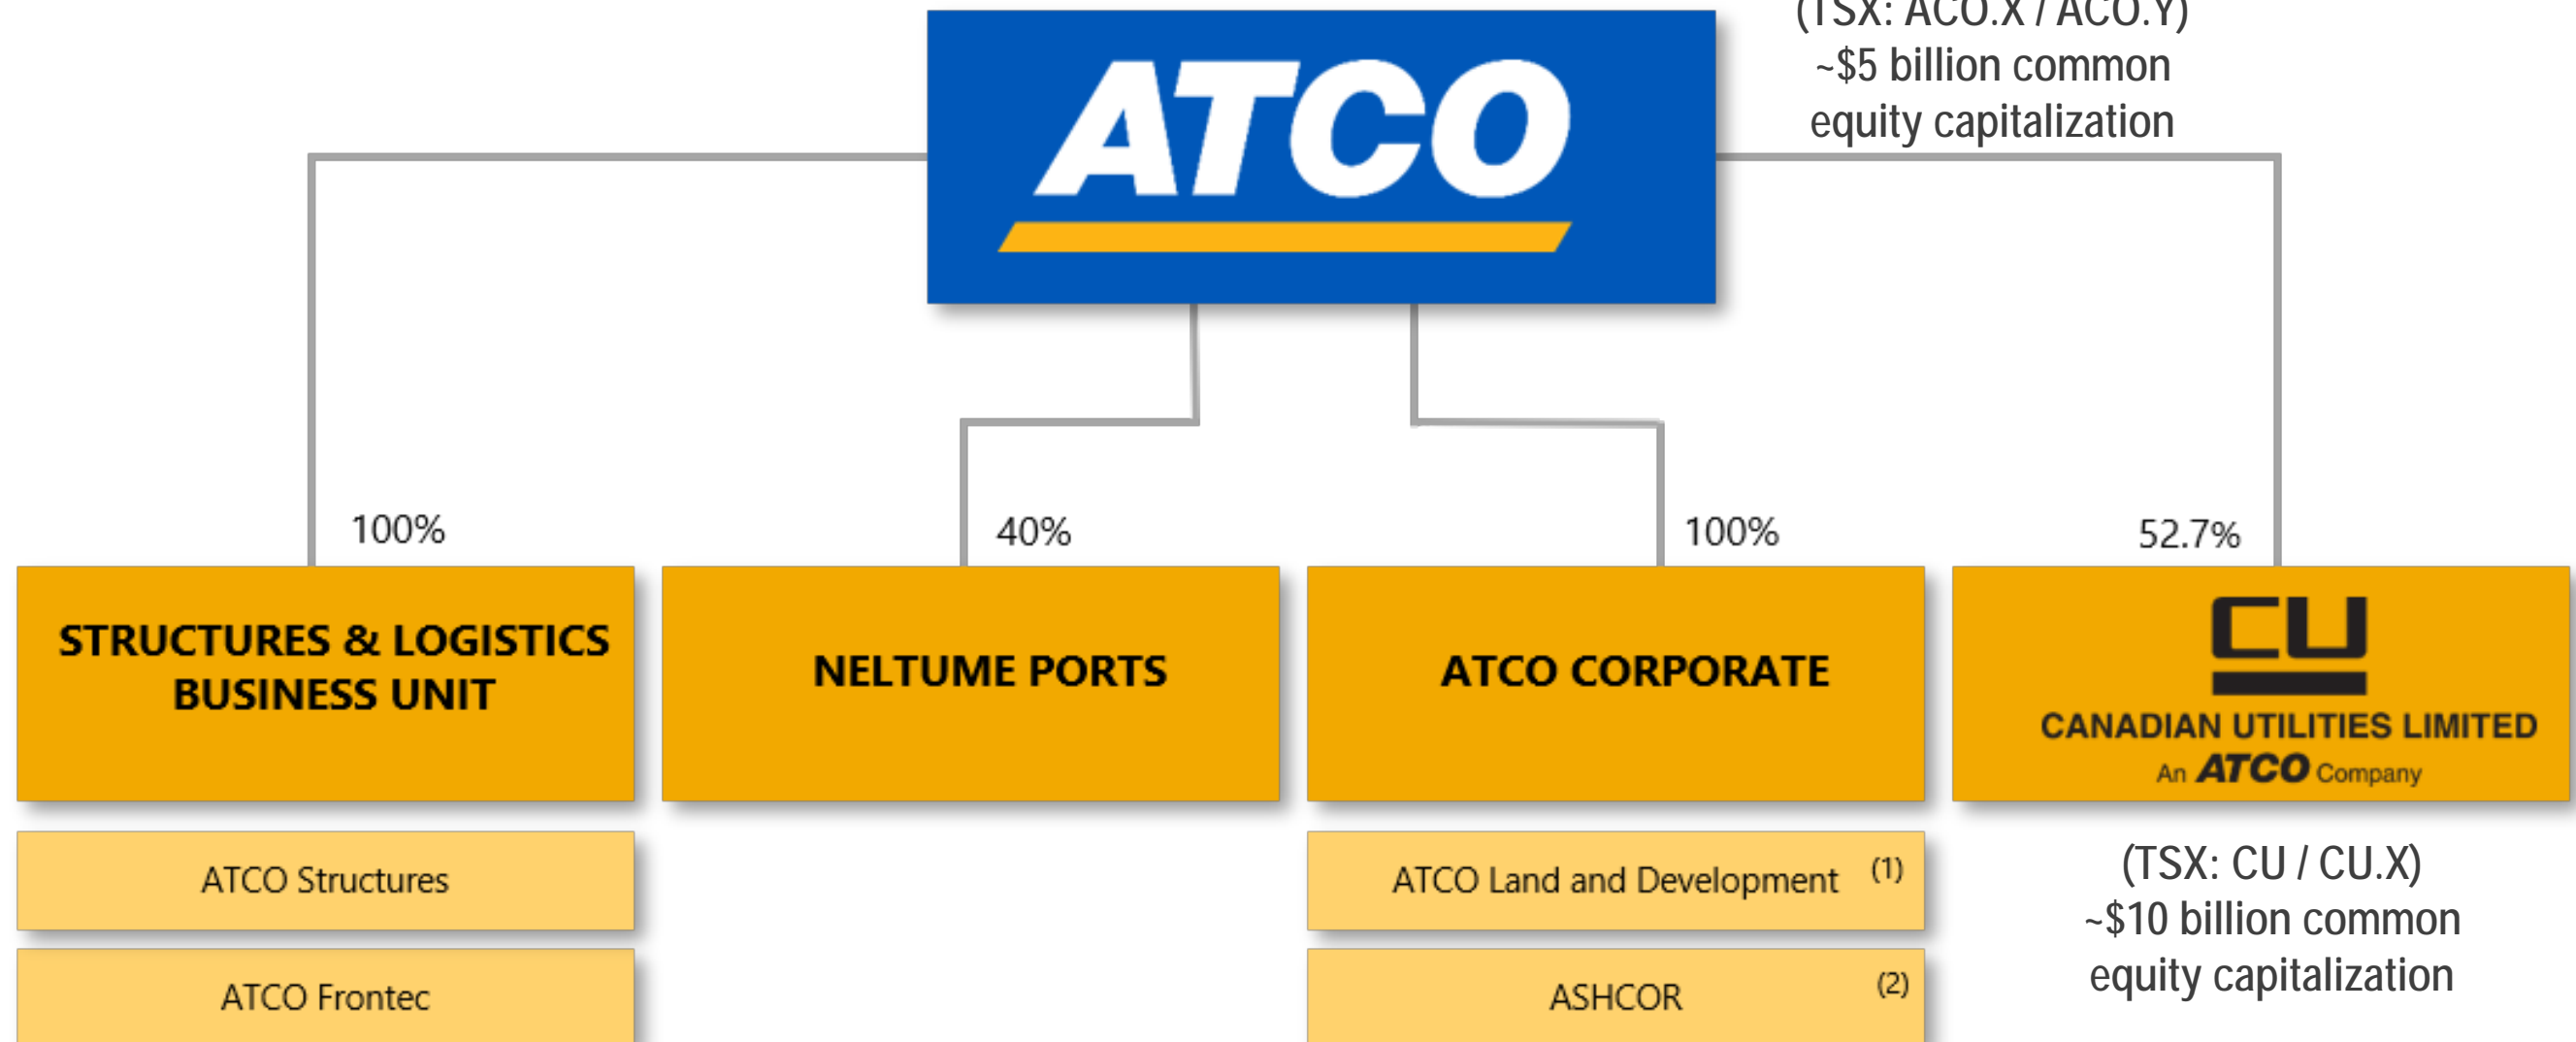 (TSX: ACO.X / ACO.Y)
~$5 billion common
equity capitalization
ATCO
100%
40%
100%
52.7%
STRUCTURES & LOGISTICS
BUSINESS UNIT
NELTUME PORTS
ATCO CORPORATE
CU
CANADIAN UTILITIES LIMITED
An ATCO Company
ATCO Structures
ATCO Land and Development (1)
(TSX: CU / CU.X)
~$10 billion common
equity capitalization
ATCO Frontec
ASHCOR (2)